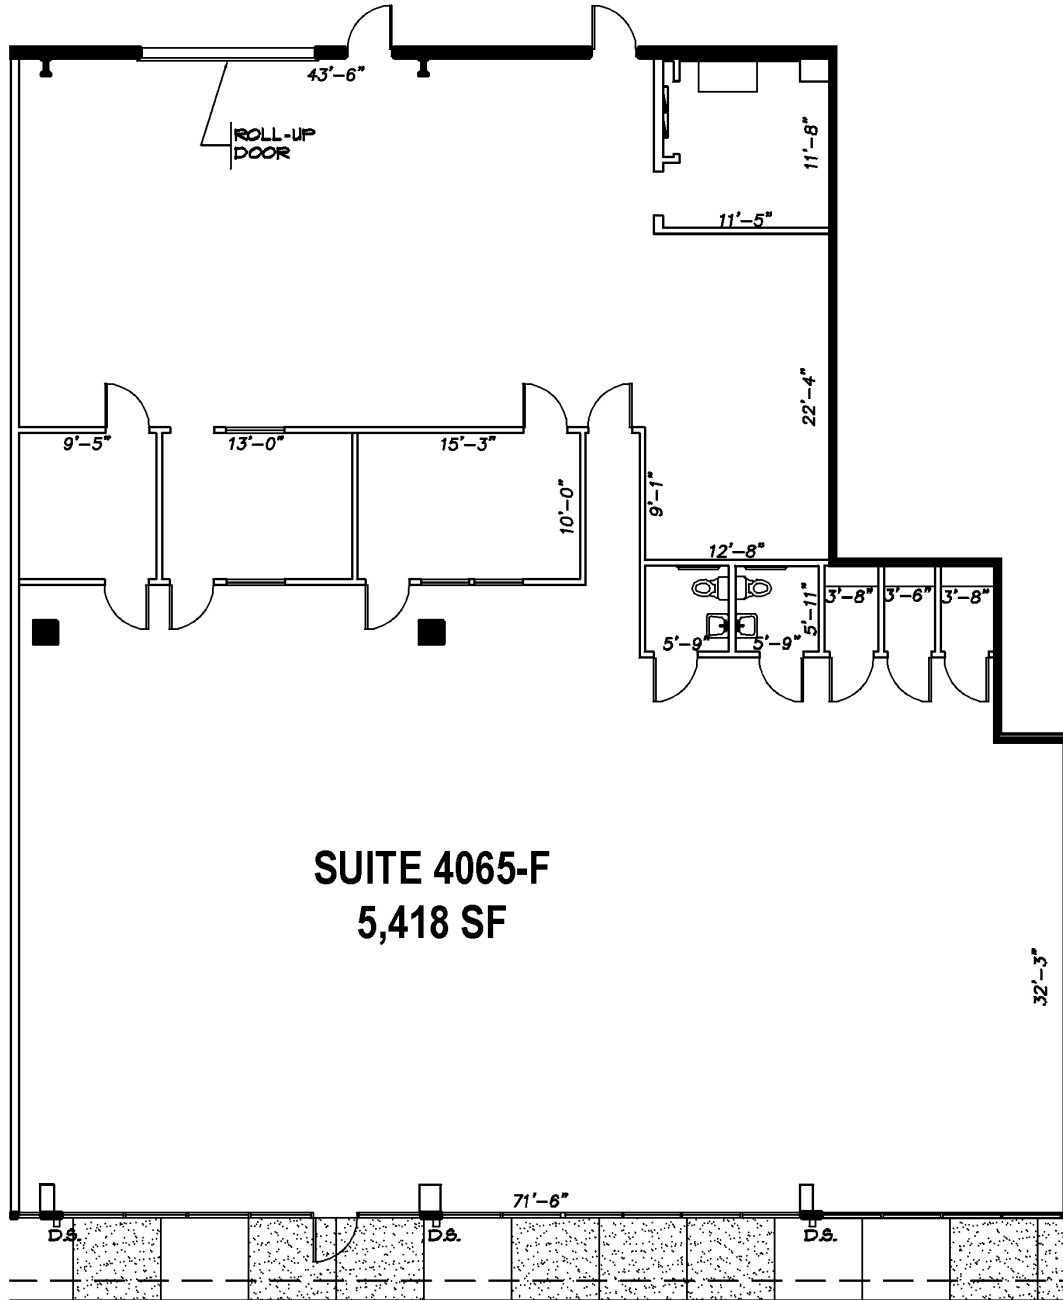 43'-6"
ROLL-UP
DOOR
11'-8"
11'-5"
22'-4"
9'-5"
13'-0"
15'-3"
10'-0"
9'-1"
12'-8"
5'-9"
5'-9"
5'-11"
3'-8"
3'-6"
3'-8"
SUITE 4065-F
5,418 SF
32'-3"
71'-6"
D.S.
D.S.
D.S.